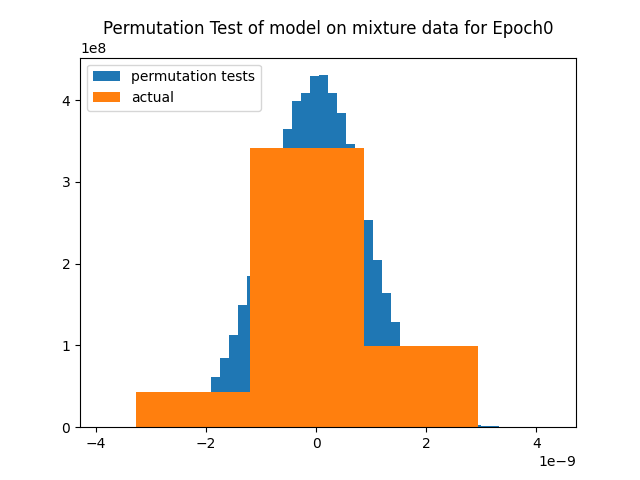 Permutation Test of model on mixture data for Epoch0
1e8
permutation tests
actual
4
3
2
1
0
−4 −2 0 2 4
1e−9